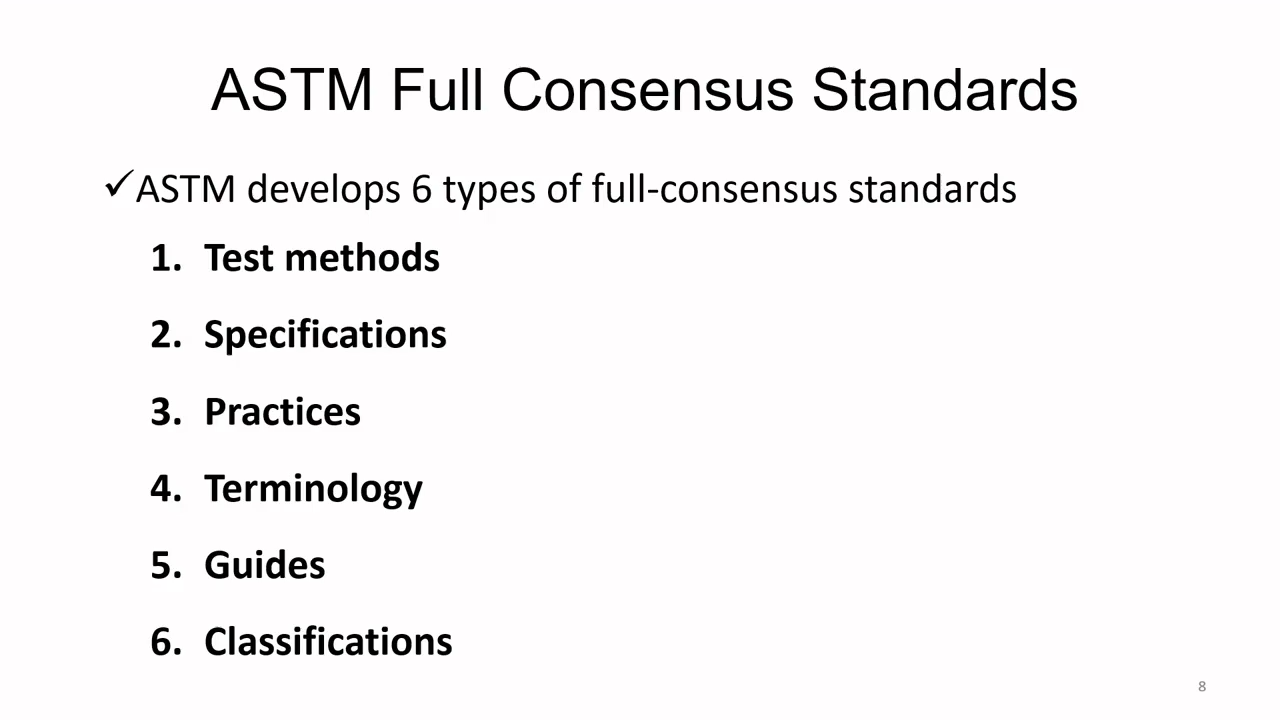 ASTM Full Consensus Standards
✓ASTM develops 6 types of full-consensus standards
1. Test methods
2. Specifications
3. Practices
4. Terminology
5. Guides
6. Classifications
8